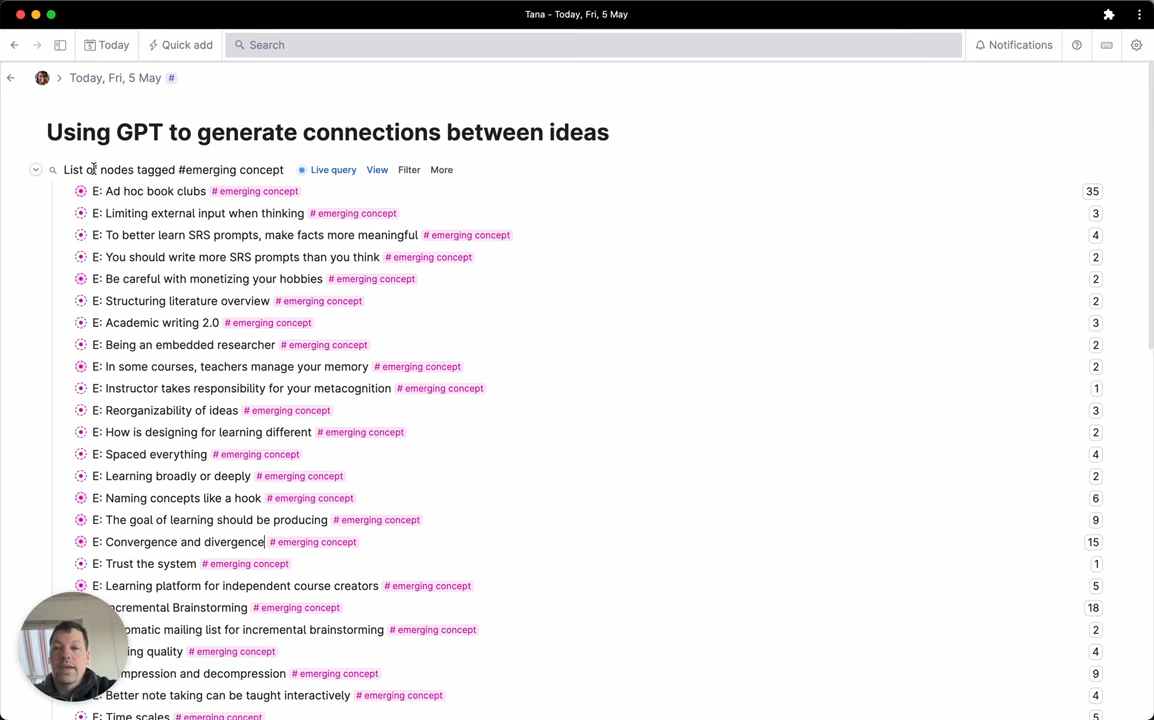 Tana - Today, Fri, 5 May
Today Quick add Search Notifications
Today, Fri, 5 May #
Using GPT to generate connections between ideas
List of nodes tagged #emerging concept Live query View Filter More
E: Ad hoc book clubs # emerging concept 35
E: Limiting external input when thinking # emerging concept 3
E: To better learn SRS prompts, make facts more meaningful # emerging concept 4
E: You should write more SRS prompts than you think # emerging concept 2
E: Be careful with monetizing your hobbies # emerging concept 2
E: Structuring literature overview # emerging concept 2
E: Academic writing 2.0 # emerging concept 3
E: Being an embedded researcher # emerging concept 2
E: In some courses, teachers manage your memory # emerging concept 2
E: Instructor takes responsibility for your metacognition # emerging concept 1
E: Reorganizability of ideas # emerging concept 3
E: How is designing for learning different # emerging concept 2
E: Spaced everything # emerging concept 4
E: Learning broadly or deeply # emerging concept 2
E: Naming concepts like a hook # emerging concept 6
E: The goal of learning should be producing # emerging concept 9
E: Convergence and divergence # emerging concept 15
E: Trust the system # emerging concept 1
E: Learning platform for independent course creators # emerging concept 5
ncremental Brainstorming # emerging concept 18
omatic mailing list for incremental brainstorming # emerging concept 2
ing quality # emerging concept 4
mpression and decompression # emerging concept 9
E: Better note taking can be taught interactively # emerging concept 4
E: Time scales # emerging concept 5